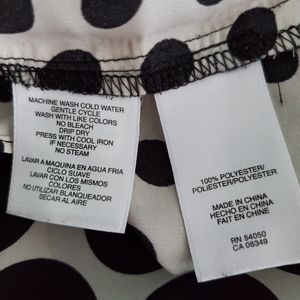 MACHINE WASH COLD WATER
GENTLE CYCLE
WASH WITH LIKE COLORS
NO BLEACH
DRIP DRY
PRESS WITH COOL IRON
IF NECESSARY
NO STEAM
LAVAR A MAQUINA EN AGUA FRIA
CICLO SUAVE
LAVAR CON LOS MISMOS
COLORES
NO UTILIZAR BLANQUEADOR
SECAR AL AIRE
100% POLYESTER/
POLIESTER/POLYESTER
MADE IN CHINA
HECHO EN CHINA
FAIT EN CHINE
RN 54050
CA 08349